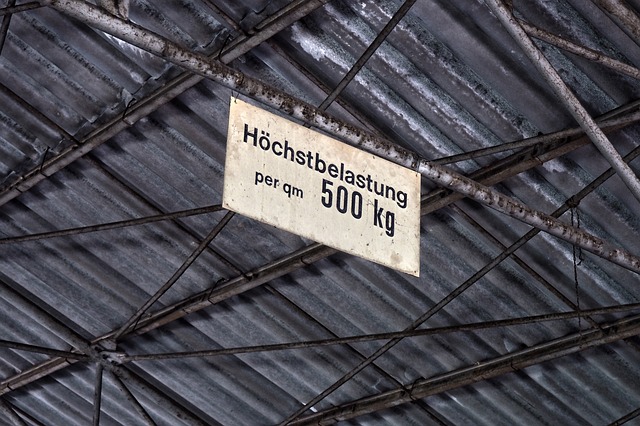 Höchstbelastung
per qm 500 kg